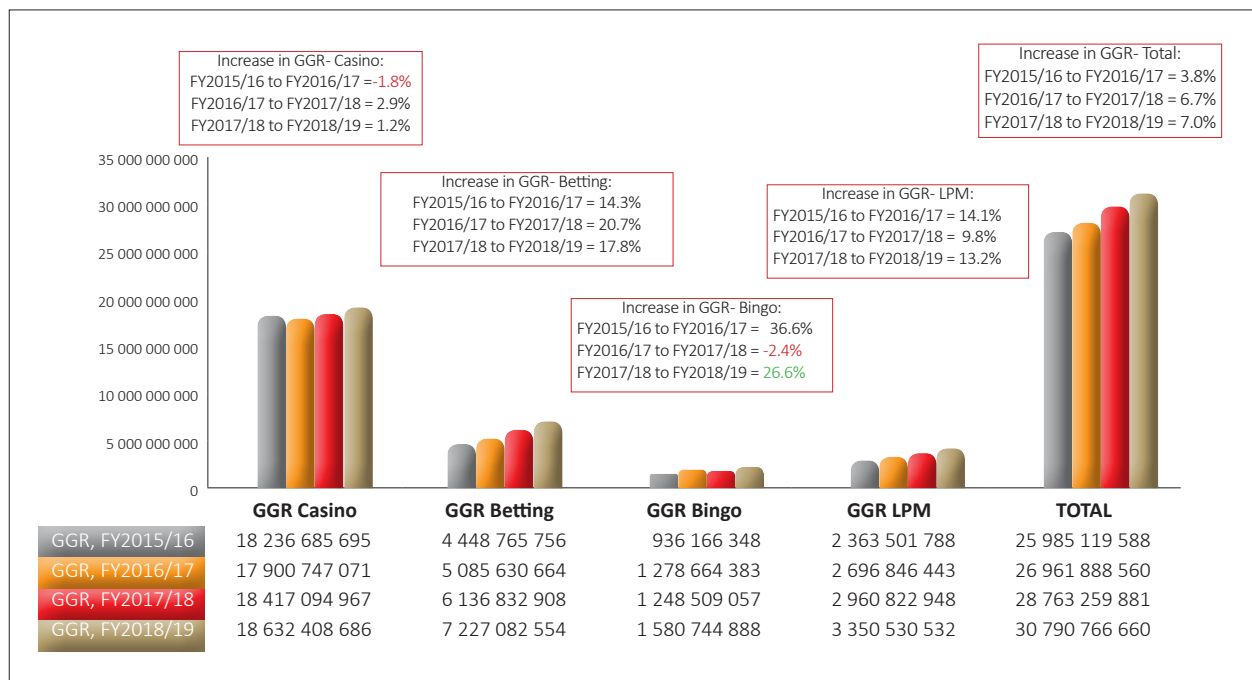 Increase in GGR- Casino:
FY2015/16 to FY2016/17 =-1.8%
FY2016/17 to FY2017/18 = 2.9%
FY2017/18 to FY2018/19 = 1.2%
Increase in GGR- Total:
FY2015/16 to FY2016/17 = 3.8%
FY2016/17 to FY2017/18 = 6.7%
FY2017/18 to FY2018/19 = 7.0%
Increase in GGR- Betting:
FY2015/16 to FY2016/17 = 14.3%
FY2016/17 to FY2017/18 = 20.7%
FY2017/18 to FY2018/19 = 17.8%
Increase in GGR- LPM:
FY2015/16 to FY2016/17 = 14.1%
FY2016/17 to FY2017/18 = 9.8%
FY2017/18 to FY2018/19 = 13.2%
Increase in GGR- Bingo:
FY2015/16 to FY2016/17 = 36.6%
FY2016/17 to FY2017/18 = -2.4%
FY2017/18 to FY2018/19 = 26.6%
35 000 000 000
30 000 000 000
25 000 000 000
20 000 000 000
15 000 000 000
10 000 000 000
5 000 000 000
0
GGR Casino GGR Betting GGR Bingo GGR LPM TOTAL
GGR, FY2015/16 18 236 685 695 4 448 765 756 936 166 348 2 363 501 788 25 985 119 588
GGR, FY2016/17 17 900 747 071 5 085 630 664 1 278 664 383 2 696 846 443 26 961 888 560
GGR, FY2017/18 18 417 094 967 6 136 832 908 1 248 509 057 2 960 822 948 28 763 259 881
GGR, FY2018/19 18 632 408 686 7 227 082 554 1 580 744 888 3 350 530 532 30 790 766 660